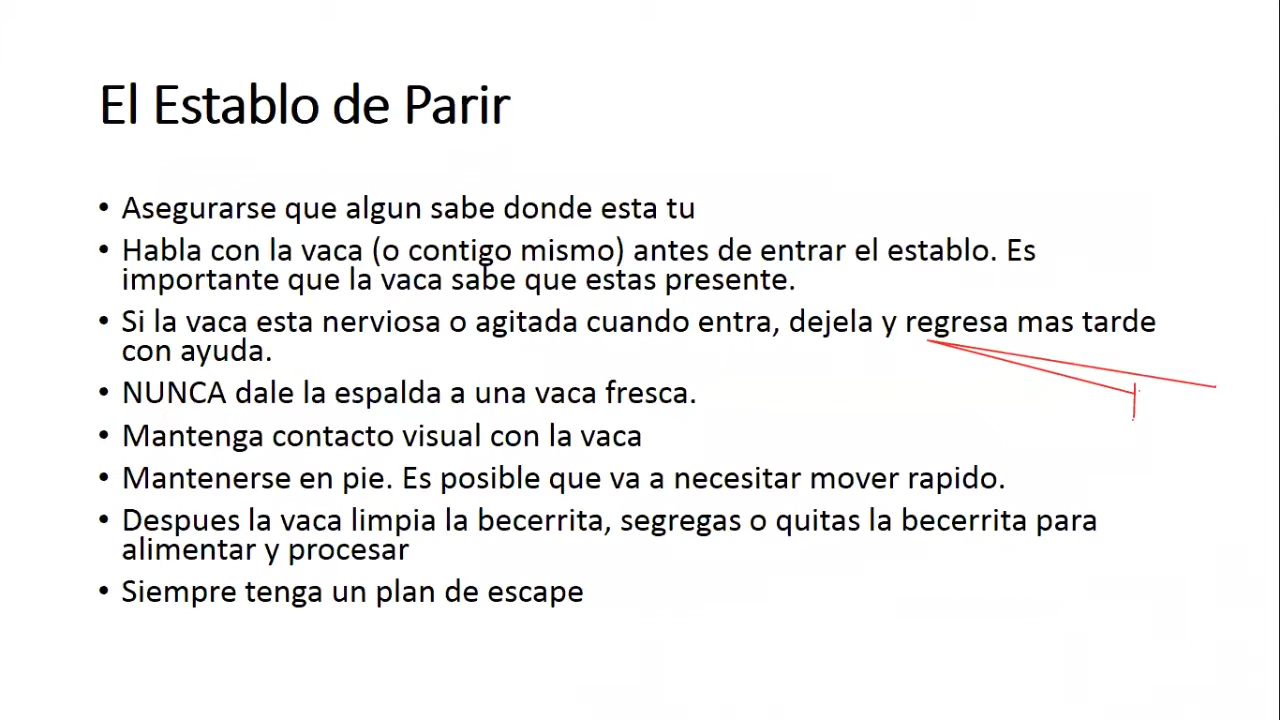 El Establo de Parir
• Asegurarse que algun sabe donde esta tu
• Habla con la vaca (o contigo mismo) antes de entrar el establo. Es
importante que la vaca sabe que estas presente.
• Si la vaca esta nerviosa o agitada cuando entra, dejela y regresa mas tarde
con ayuda.
• NUNCA dale la espalda a una vaca fresca.
• Mantenga contacto visual con la vaca
• Mantenerse en pie. Es posible que va a necesitar mover rapido.
• Despues la vaca limpia la becerrita, segregas o quitas la becerrita para
alimentar y procesar
• Siempre tenga un plan de escape